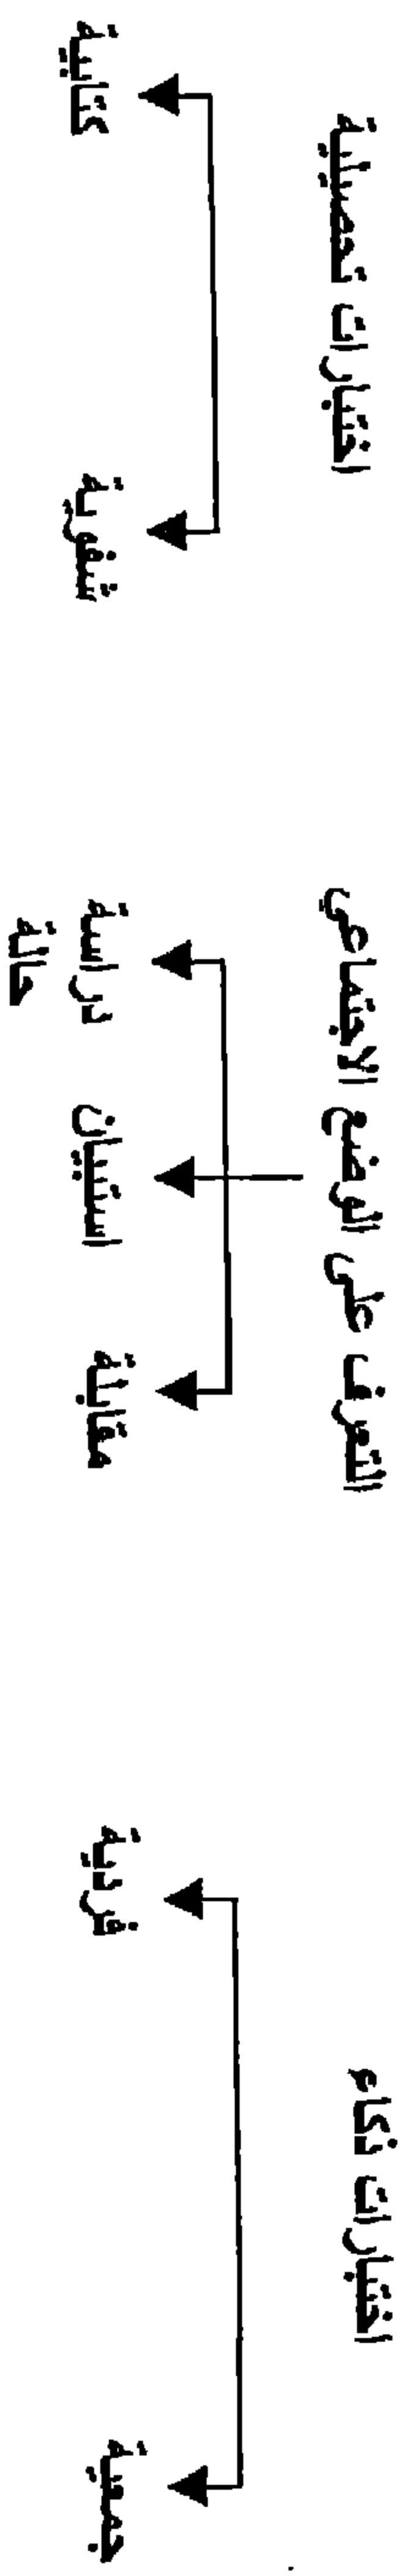 اختبارات ذكاء
جمعية
فردية
التعرف على الوضع الاجتماعي
مقابلة
استبيان
دراسة
حالة
اختبارات تحصيلية
شفوية
كتابية